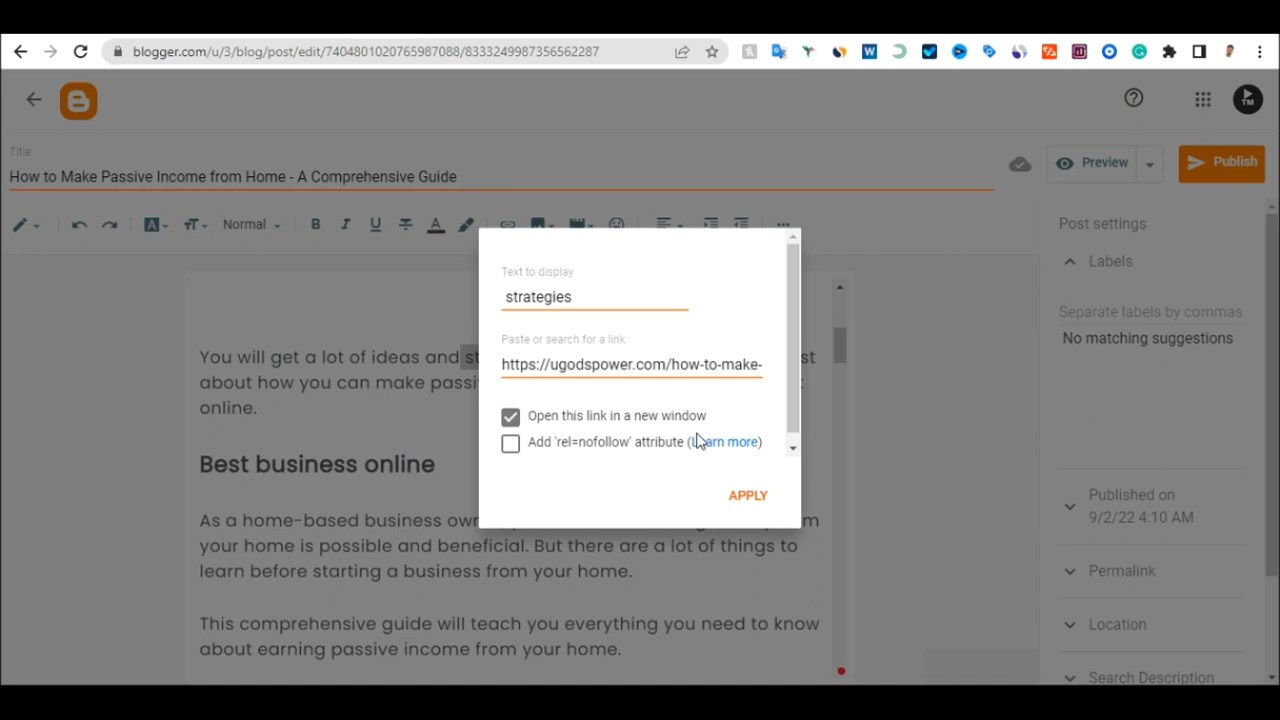 blogger.com/u/3/blog/post/edit/7404801020765987088/8333249987356562287
TM
Title
How to Make Passive Income from Home - A Comprehensive Guide
Preview
Publish
Normal
B I U
Post settings
Labels
Separate labels by commas
No matching suggestions
Text to display
strategies
Paste or search for a link
https://ugodspower.com/how-to-make-
Open this link in a new window
Add 'rel=nofollow' attribute (Learn more)
APPLY
You will get a lot of ideas and st
about how you can make
online.
Best business online
As a home-based business
your home is possible and beneficial. But there are a lot of things to
learn before starting a business from your home.
This comprehensive guide will teach you everything you need to know
about earning passive income from your home.
Published on
9/2/22 4:10 AM
Permalink
Location
Search Description